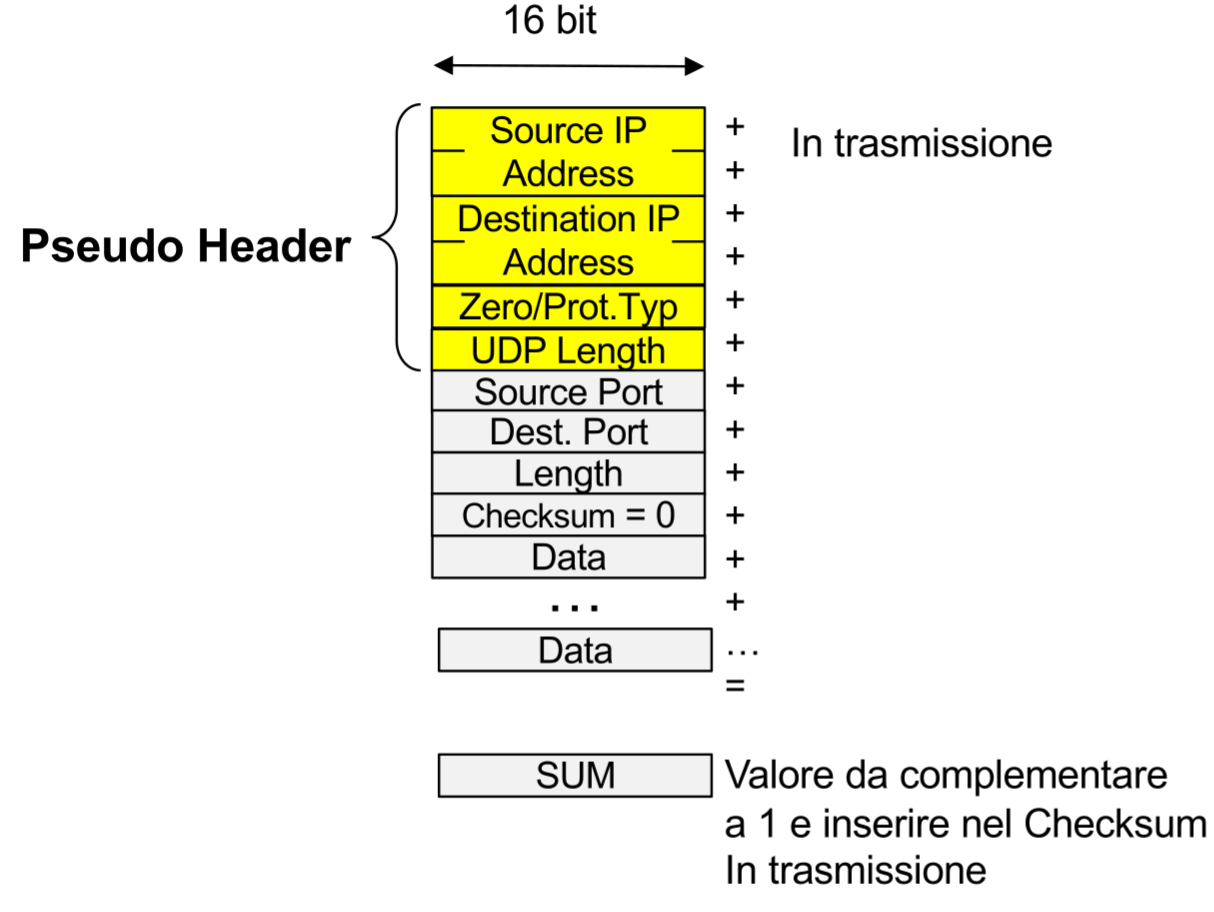 16 bit
Source IP +
In trasmissione
Address +
Destination IP +
Pseudo Header
Address +
Zero/Prot.Typ +
UDP Length +
Source Port +
Dest. Port +
Length +
Checksum = 0 +
Data +
... +
Data ...
=
SUM
Valore da complementare
a 1 e inserire nel Checksum
In trasmissione